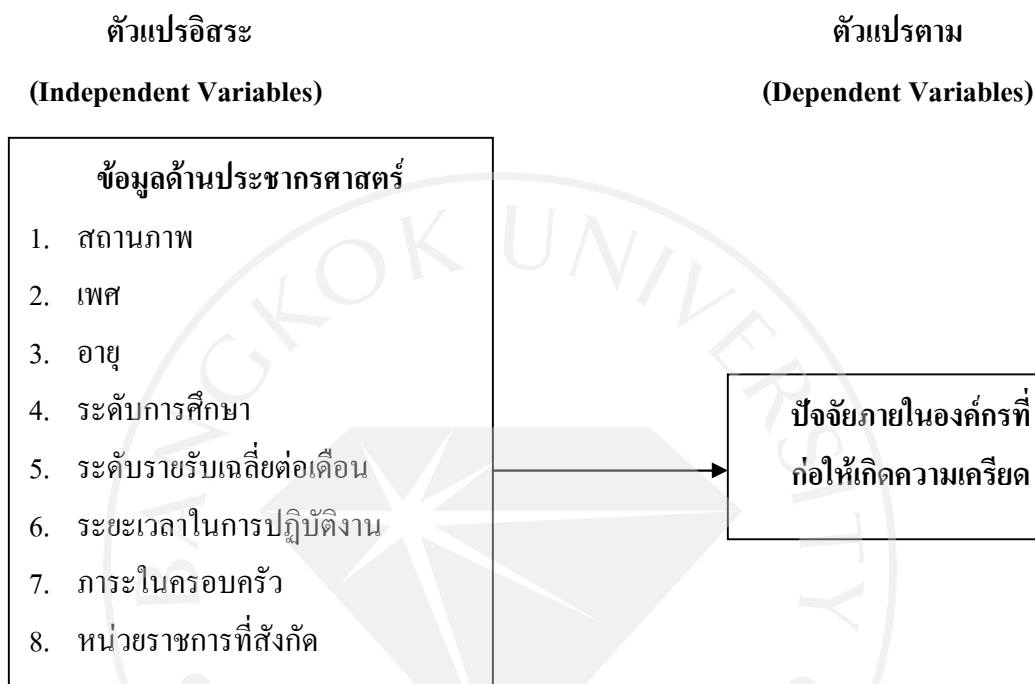 ตัวแปรอิสระ
(Independent Variables)
ตัวแปรตาม
(Dependent Variables)
ข้อมูลด้านประชากรศาสตร์
1. สถานภาพ
2. เพศ
3. อายุ
4. ระดับการศึกษา
5. ระดับรายรับเฉลี่ยต่อเดือน
6. ระยะเวลาในการปฏิบัติงาน
7. ภาระในครอบครัว
8. หน่วยราชการที่สังกัด
ปัจจัยภายในองค์กรที่
ก่อให้เกิดความเครียด
BANGKOK UNIVERSITY